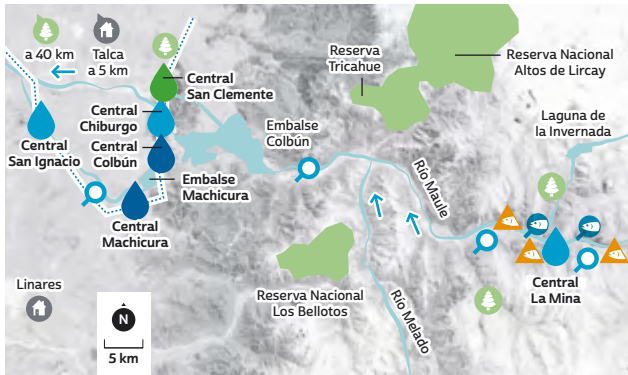 a 40 km
Talca
a 5 km
Central
San Clemente
Central
Chiburgo
Central
Colbún
Central
San Ignacio
Embalse
Machicura
Central
Machicura
Embalse
Colbún
Reserva
Tricahue
Reserva Nacional
Altos de Lircay
Laguna de
la Invernada
Río Maule
Central
La Mina
Reserva Nacional
Los Bellotos
Río Melado
Linares
N
5 km